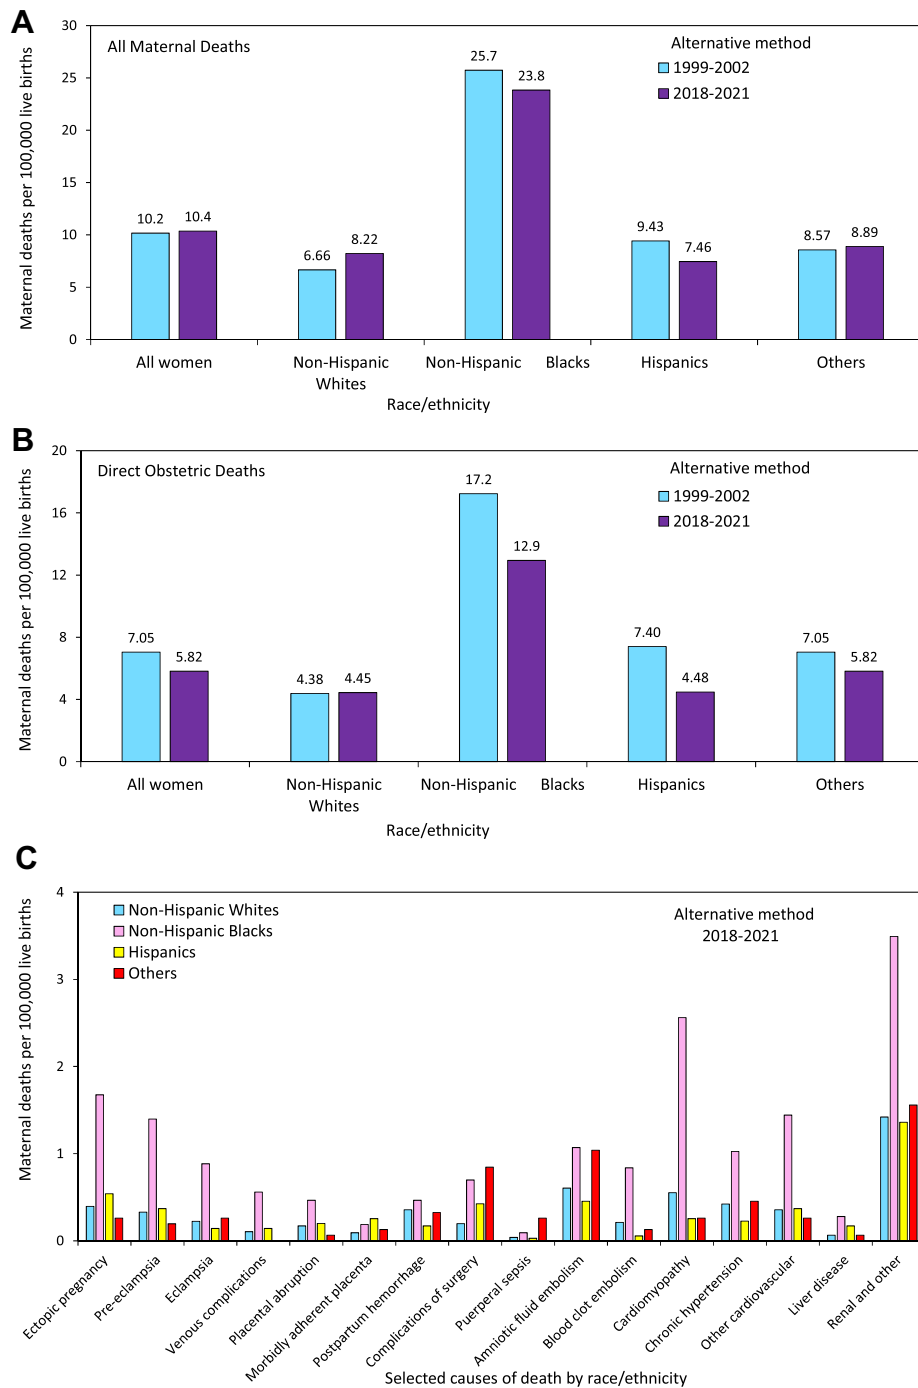 A
All Maternal Deaths
Alternative method
1999-2002
2018-2021
Maternal deaths per 100,000 live births
30
25
20
15
10
5
0
10.2
10.4
6.66
8.22
25.7
23.8
9.43
7.46
8.57
8.89
All women
Non-Hispanic Whites
Non-Hispanic Blacks
Hispanics
Others
Race/ethnicity
B
Direct Obstetric Deaths
Alternative method
1999-2002
2018-2021
Maternal deaths per 100,000 live births
20
16
12
8
4
0
7.05
5.82
4.38
4.45
17.2
12.9
7.40
4.48
7.05
5.82
All women
Non-Hispanic Whites
Non-Hispanic Blacks
Hispanics
Others
Race/ethnicity
C
Non-Hispanic Whites
Non-Hispanic Blacks
Hispanics
Others
Alternative method
2018-2021
Maternal deaths per 100,000 live births
4
3
2
1
0
Ectopic pregnancy
Pre-eclampsia
Eclampsia
Venous complications
Placental abruption
Morbidly adherent placenta
Postpartum hemorrhage
Complications of surgery
Puerperal sepsis
Amniotic fluid embolism
Blood clot embolism
Cardiomyopathy
Chronic hypertension
Other cardiovascular
Liver disease
Renal and other
Selected causes of death by race/ethnicity